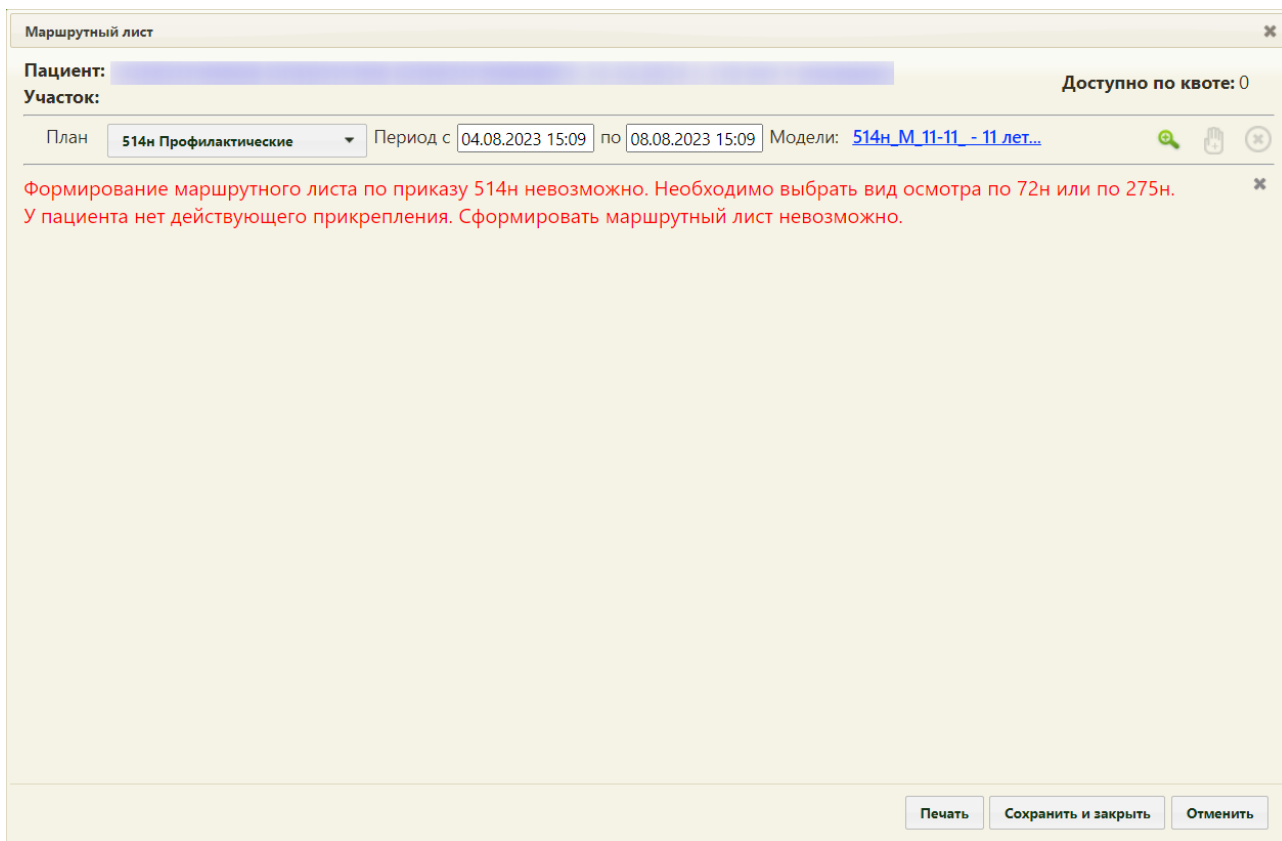 Маршрутный лист
Пациент:
Участок:
Доступно по квоте: 0
План 514н Профилактические Период с 04.08.2023 15:09 по 08.08.2023 15:09 Модели: 514н_М_11-11_ - 11 лет...
Формирование маршрутного листа по приказу 514н невозможно. Необходимо выбрать вид осмотра по 72н или по 275н.
У пациента нет действующего прикрепления. Сформировать маршрутный лист невозможно.
Печать Сохранить и закрыть Отменить